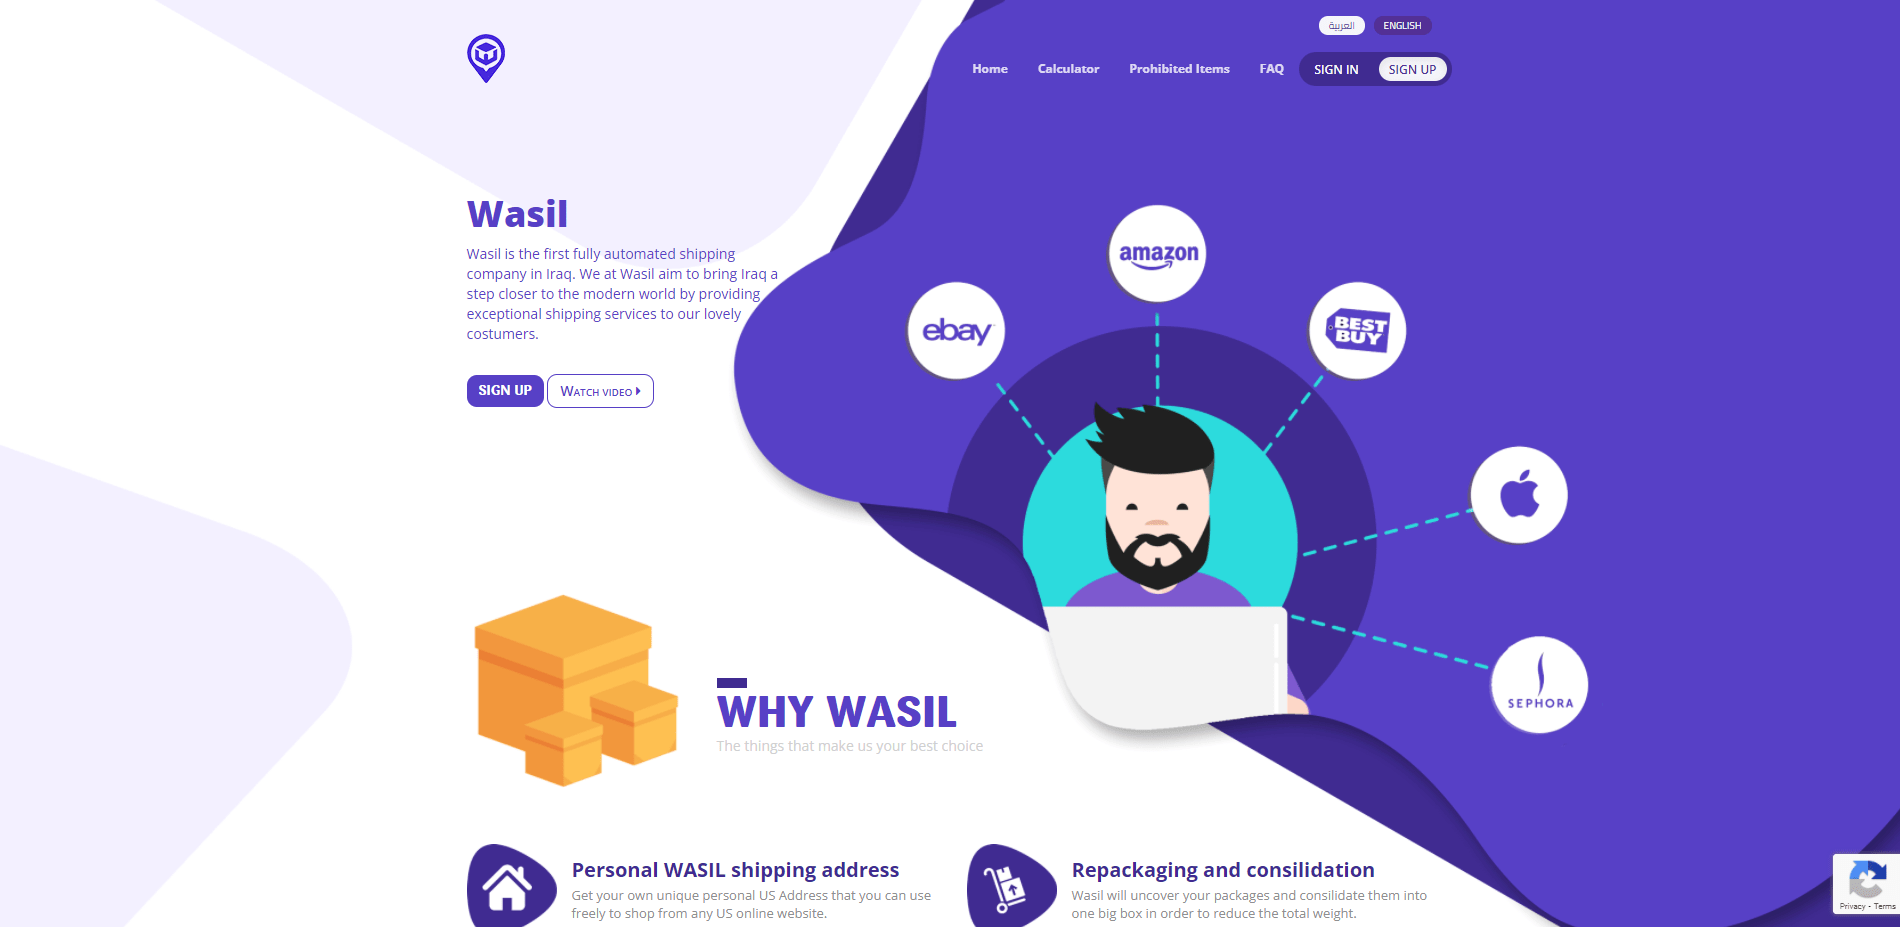 العربية
ENGLISH
Home
Calculator
Prohibited Items
FAQ
SIGN IN
SIGN UP
Wasil
Wasil is the first fully automated shipping
company in Iraq. We at Wasil aim to bring Iraq a
step closer to the modern world by providing
exceptional shipping services to our lovely
costumers.
SIGN UP
WATCH VIDEO
amazon
ebay
BEST
BUY
SEPHORA
WHY WASIL
The things that make us your best choice
Personal WASIL shipping address
Get your own unique personal US Address that you can use
freely to shop from any US online website.
Repackaging and consilidation
Wasil will uncover your packages and consilidate them into
one big box in order to reduce the total weight.
Privacy - Terms